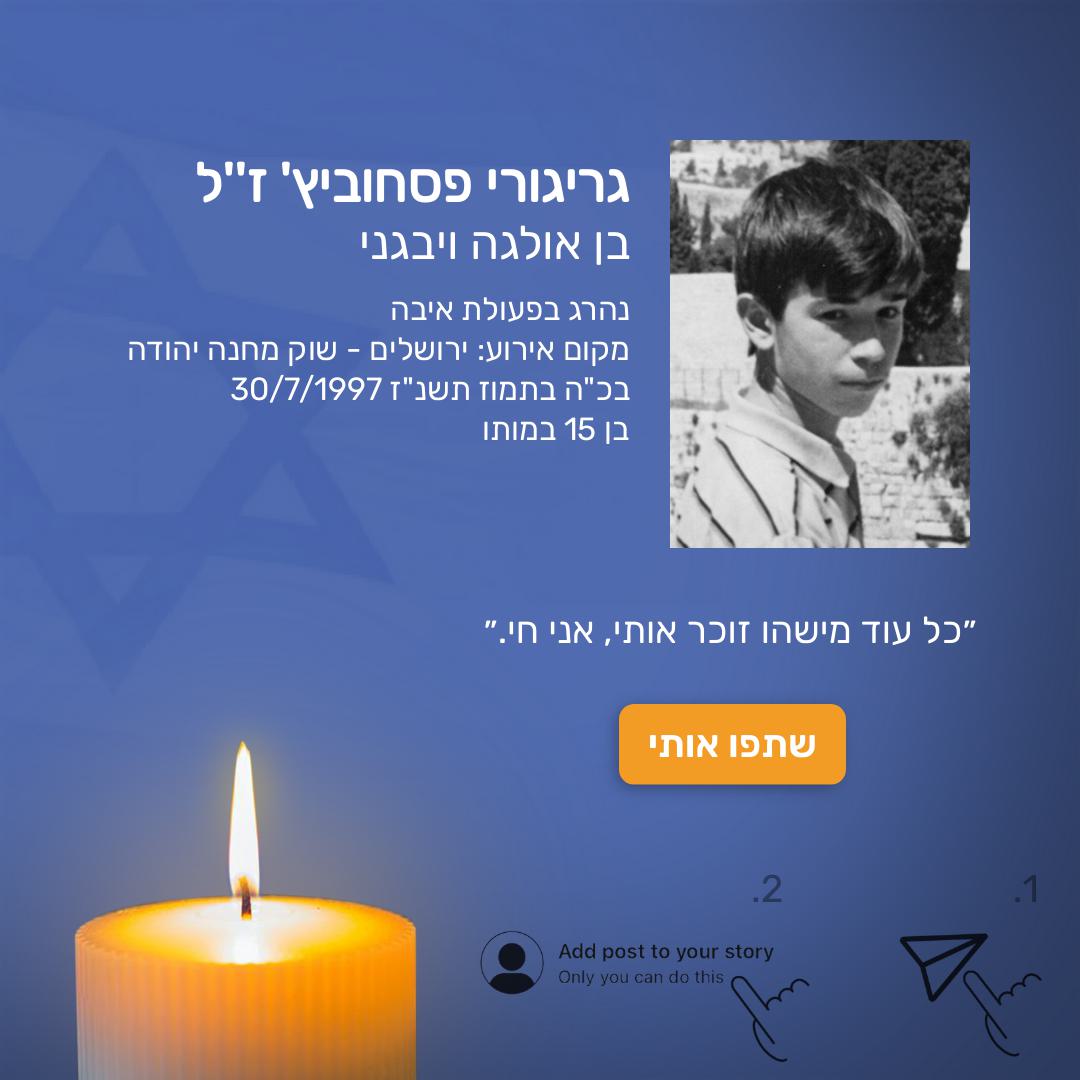 גריגורי פסחוביץ' ז''ל
בן אולגה ויבגני
נהרג בפעולת איבה
מקום אירוע: ירושלים - שוק מחנה יהודה
בכ"ה בתמוז תשנ"ז 30/7/1997
בן 15 במותו
״כל עוד מישהו זוכר אותי, אני חי.״
שתפו אותי
1.
2.
Add post to your story
Only you can do this